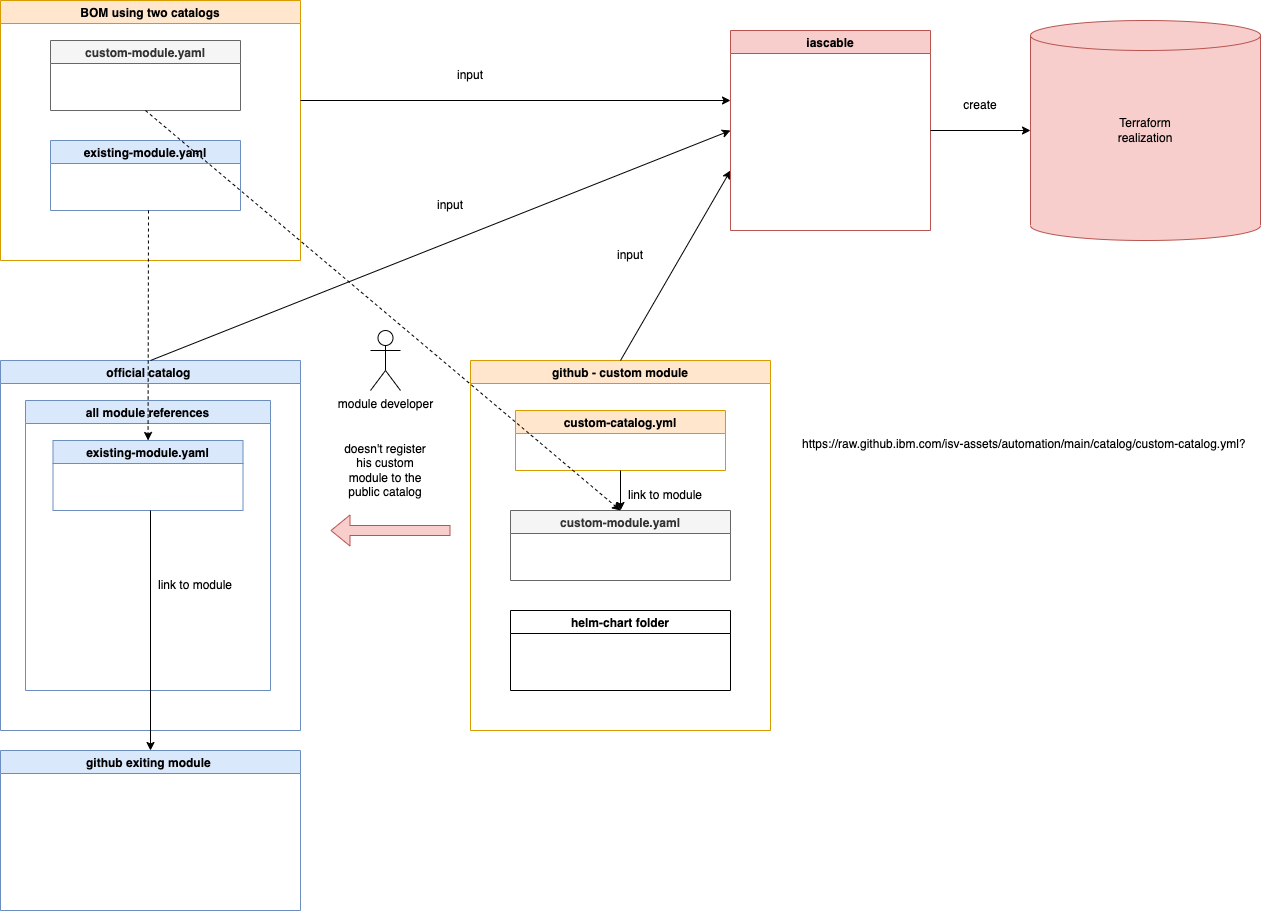 BOM using two catalogs
custom-module.yaml
existing-module.yaml
input
iascable
create
Terraform
realization
input
input
official catalog
all module references
existing-module.yaml
link to module
github exiting module
module developer
doesn't register
his custom
module to the
public catalog
github - custom module
custom-catalog.yml
link to module
custom-module.yaml
helm-chart folder
https://raw.github.ibm.com/isv-assets/automation/main/catalog/custom-catalog.yml?